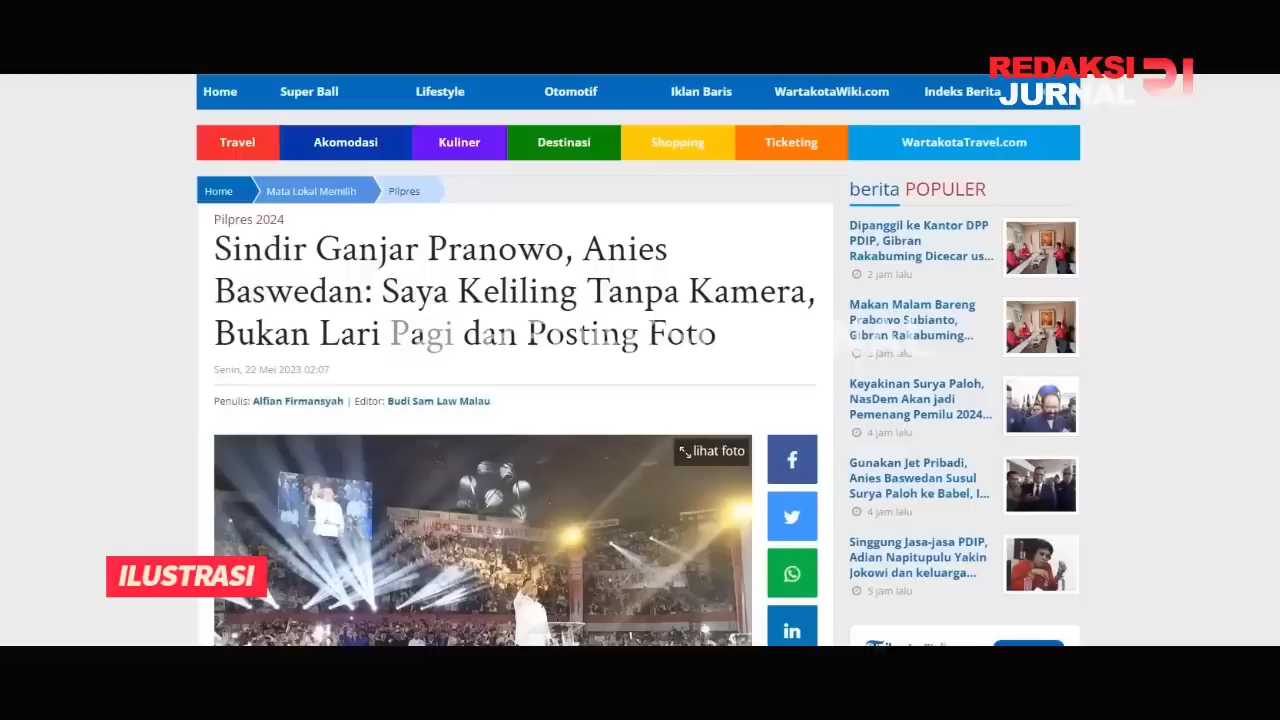 REDAKSI
JURNAL
Home Super Ball Lifestyle Otomotif Iklan Baris WartakotaWiki.com Indeks Berita
Travel Akomodasi Kuliner Destinasi Shopping Ticketing WartakotaTravel.com
Home Mata Lokal Memilih Pilpres
Pilpres 2024
Sindir Ganjar Pranowo, Anies
Baswedan: Saya Keliling Tanpa Kamera,
Bukan Lari Pagi dan Posting Foto
Senin, 22 Mei 2023 02:07
Penulis: Alfian Firmansyah | Editor: Budi Sam Law Malau
lihat foto
INDONESIA SEJAHTERA
ILUSTRASI
berita POPULER
Dipanggil ke Kantor DPP
PDIP, Gibran
Rakabuming Dicecar us...
2 jam lalu
Makan Malam Bareng
Prabowo Subianto,
Gibran Rakabuming...
3 jam lalu
Keyakinan Surya Paloh,
NasDem Akan jadi
Pemenang Pemilu 2024...
4 jam lalu
Gunakan Jet Pribadi,
Anies Baswedan Susul
Surya Paloh ke Babel, I...
4 jam lalu
Singgung Jasa-jasa PDIP,
Adian Napitupulu Yakin
Jokowi dan keluarga...
5 jam lalu